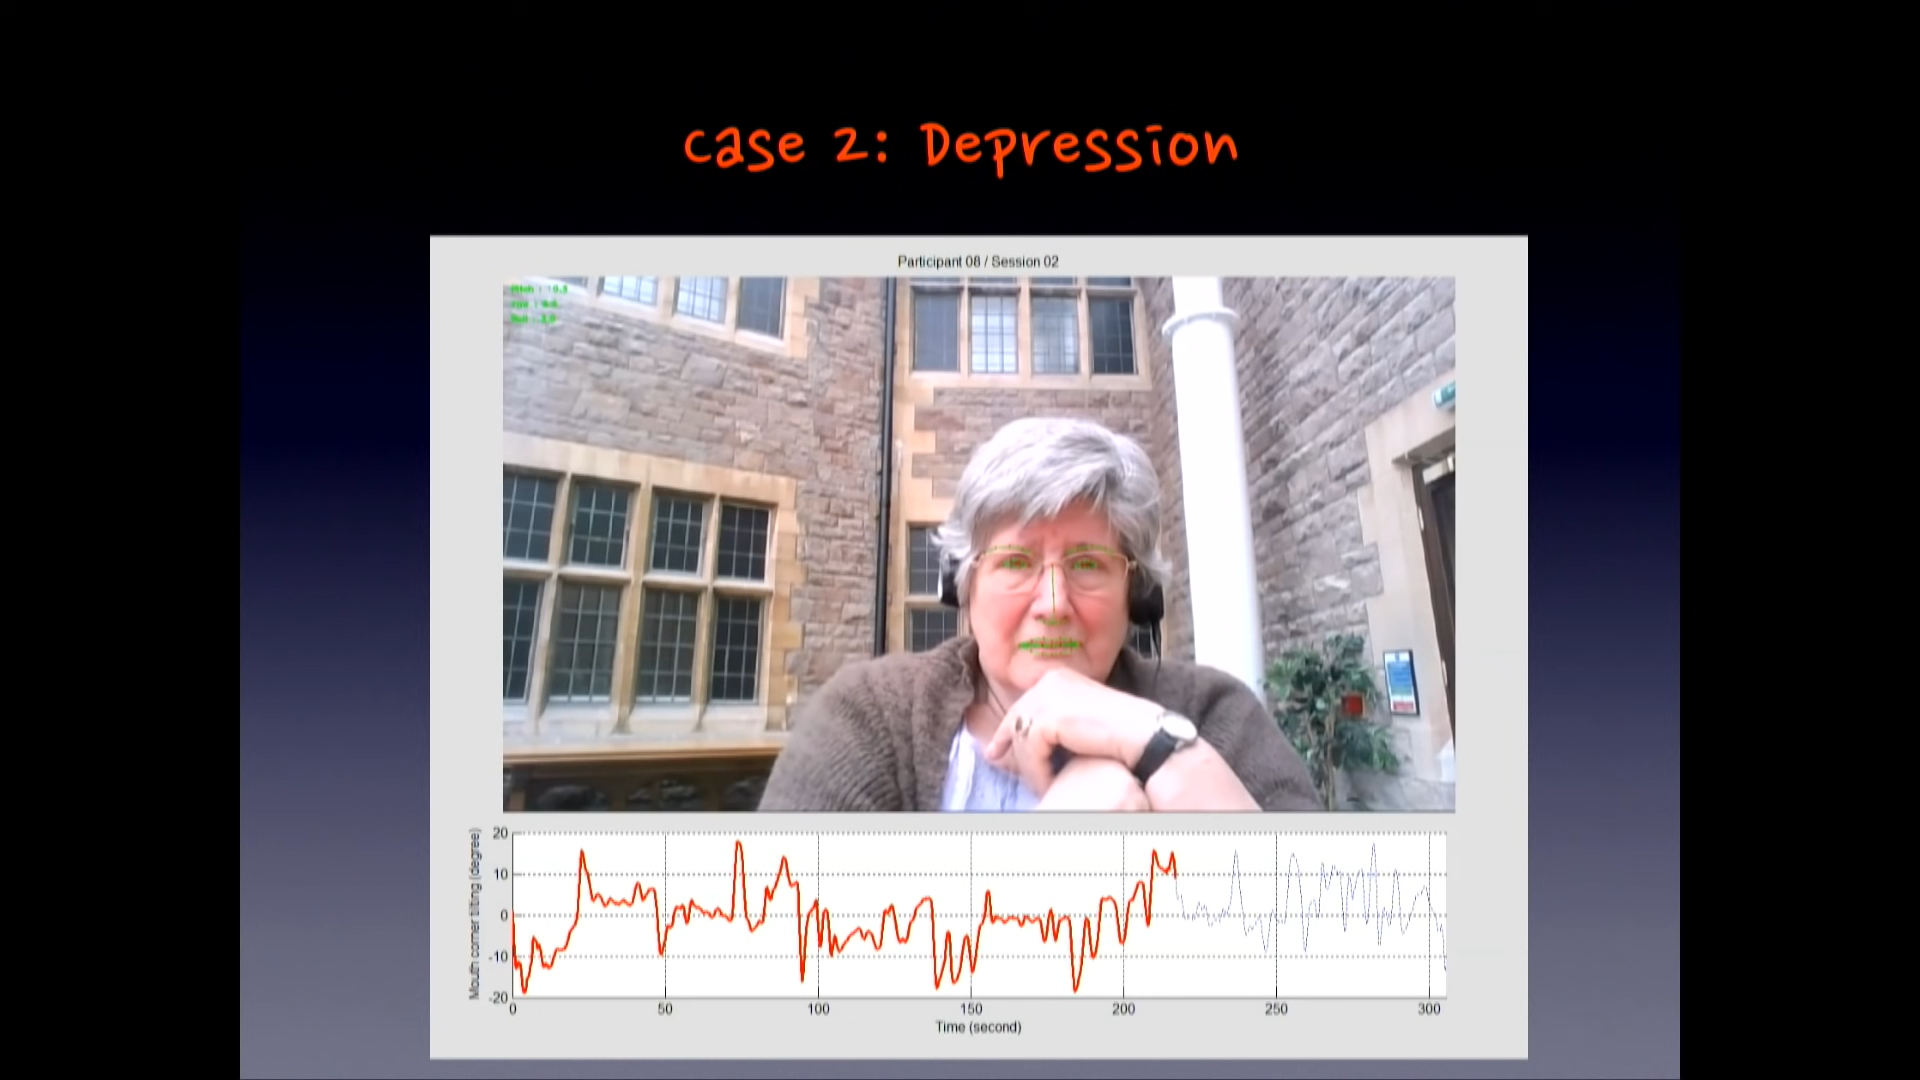 Case 2: Depression
Participant 08 / Session 02
Mouth corner tilting (degree)
20
10
0
-10
-20
0 50 100 150 200 250 300
Time (second)